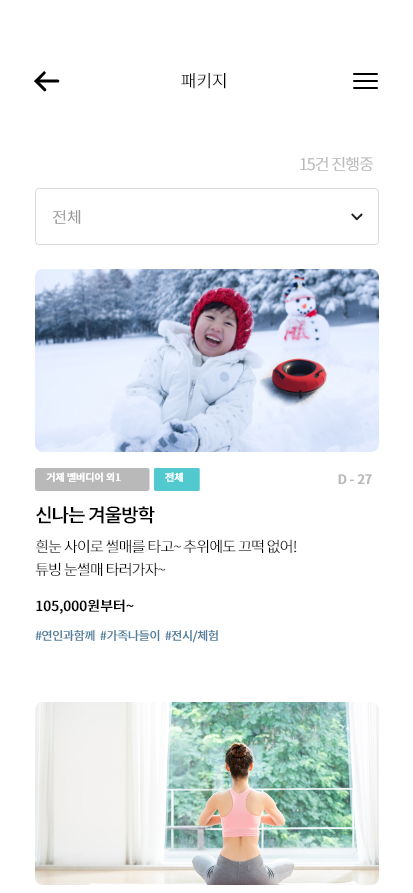 패키지
15건 진행중
전체
거제 벨버디어 외1
전체
D - 27
신나는 겨울방학
흰눈 사이로 썰매를 타고~ 추위에도 끄떡 없어!
튜빙 눈썰매 타러가자~
105,000원부터~
#연인과함께 #가족나들이 #전시/체험